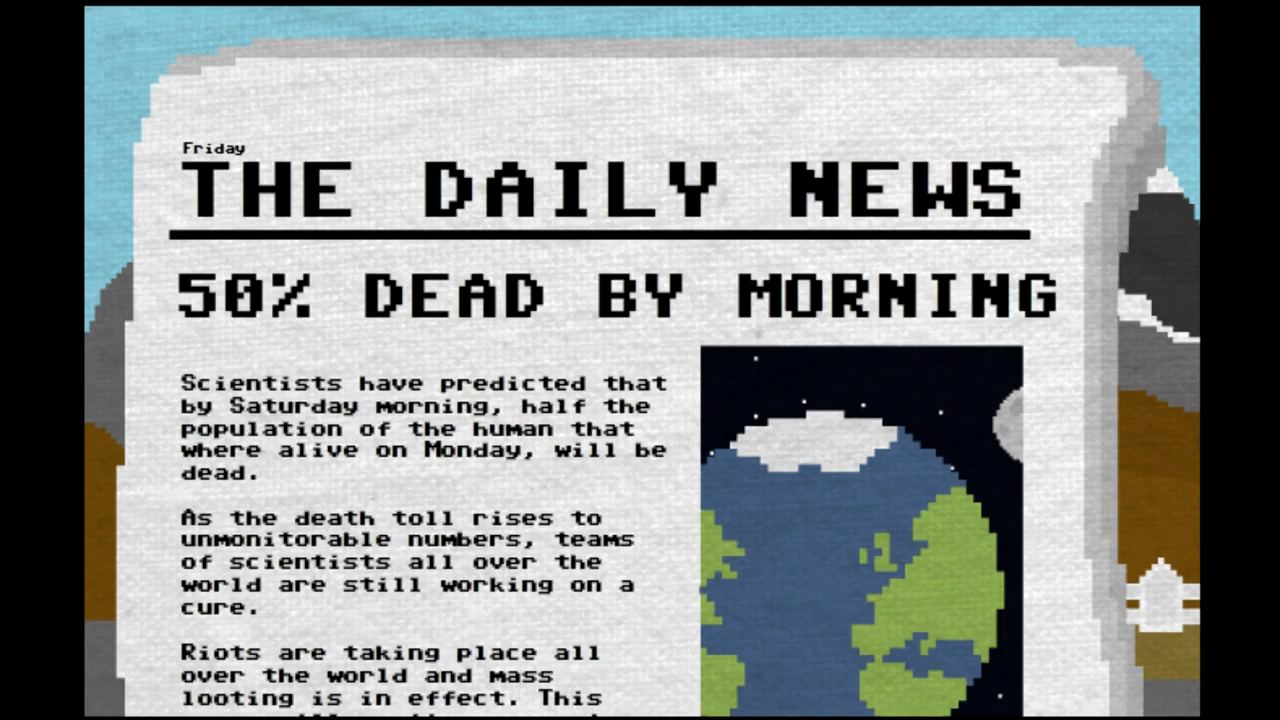 Friday
THE DAILY NEWS
50% DEAD BY MORNING
Scientists have predicted that
by Saturday morning, half the
population of the human that
where alive on Monday, will be
dead.
As the death toll rises to
unmonitorable numbers, teams
of scientists all over the
world are still working on a
cure.
Riots are taking place all
over the world and mass
looting is in effect. This